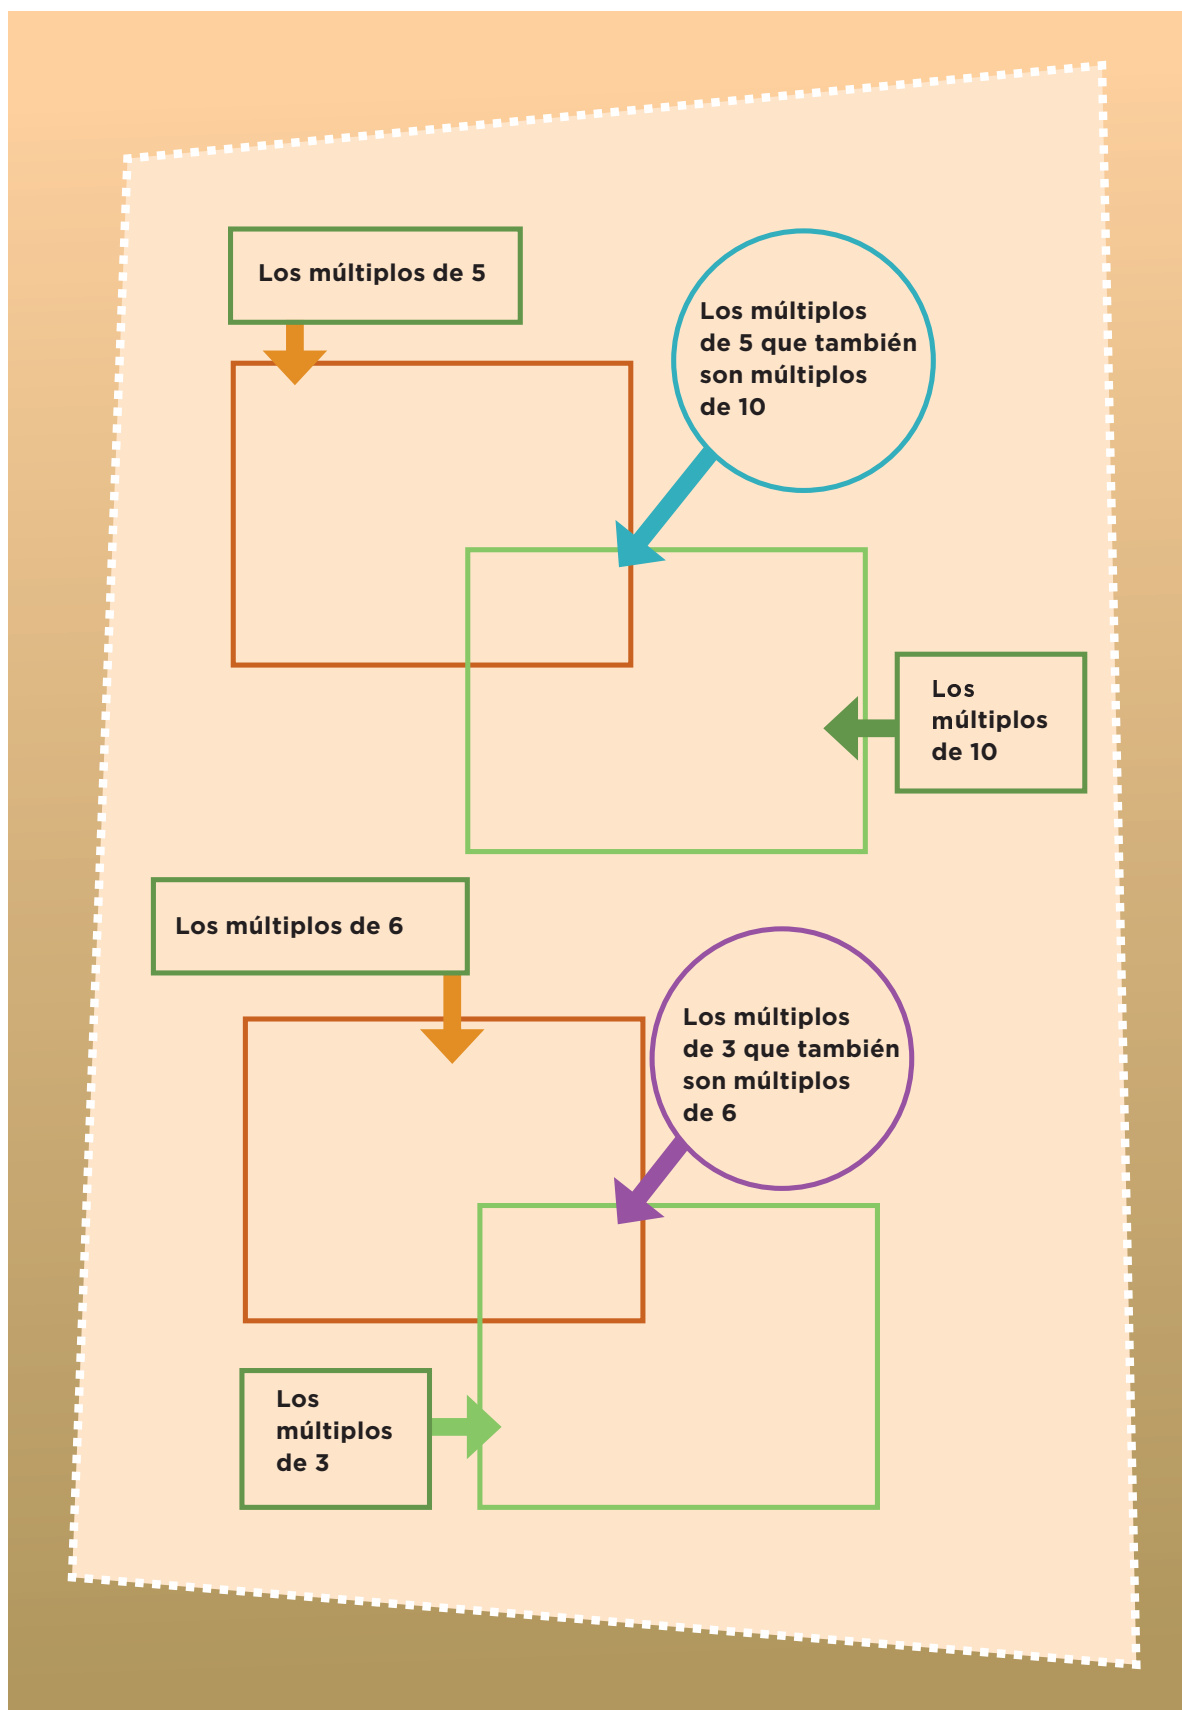 Los múltiplos de 5
Los múltiplos
de 5 que también
son múltiplos
de 10
Los
múltiplos
de 10
Los múltiplos de 6
Los múltiplos
de 3 que también
son múltiplos
de 6
Los
múltiplos
de 3